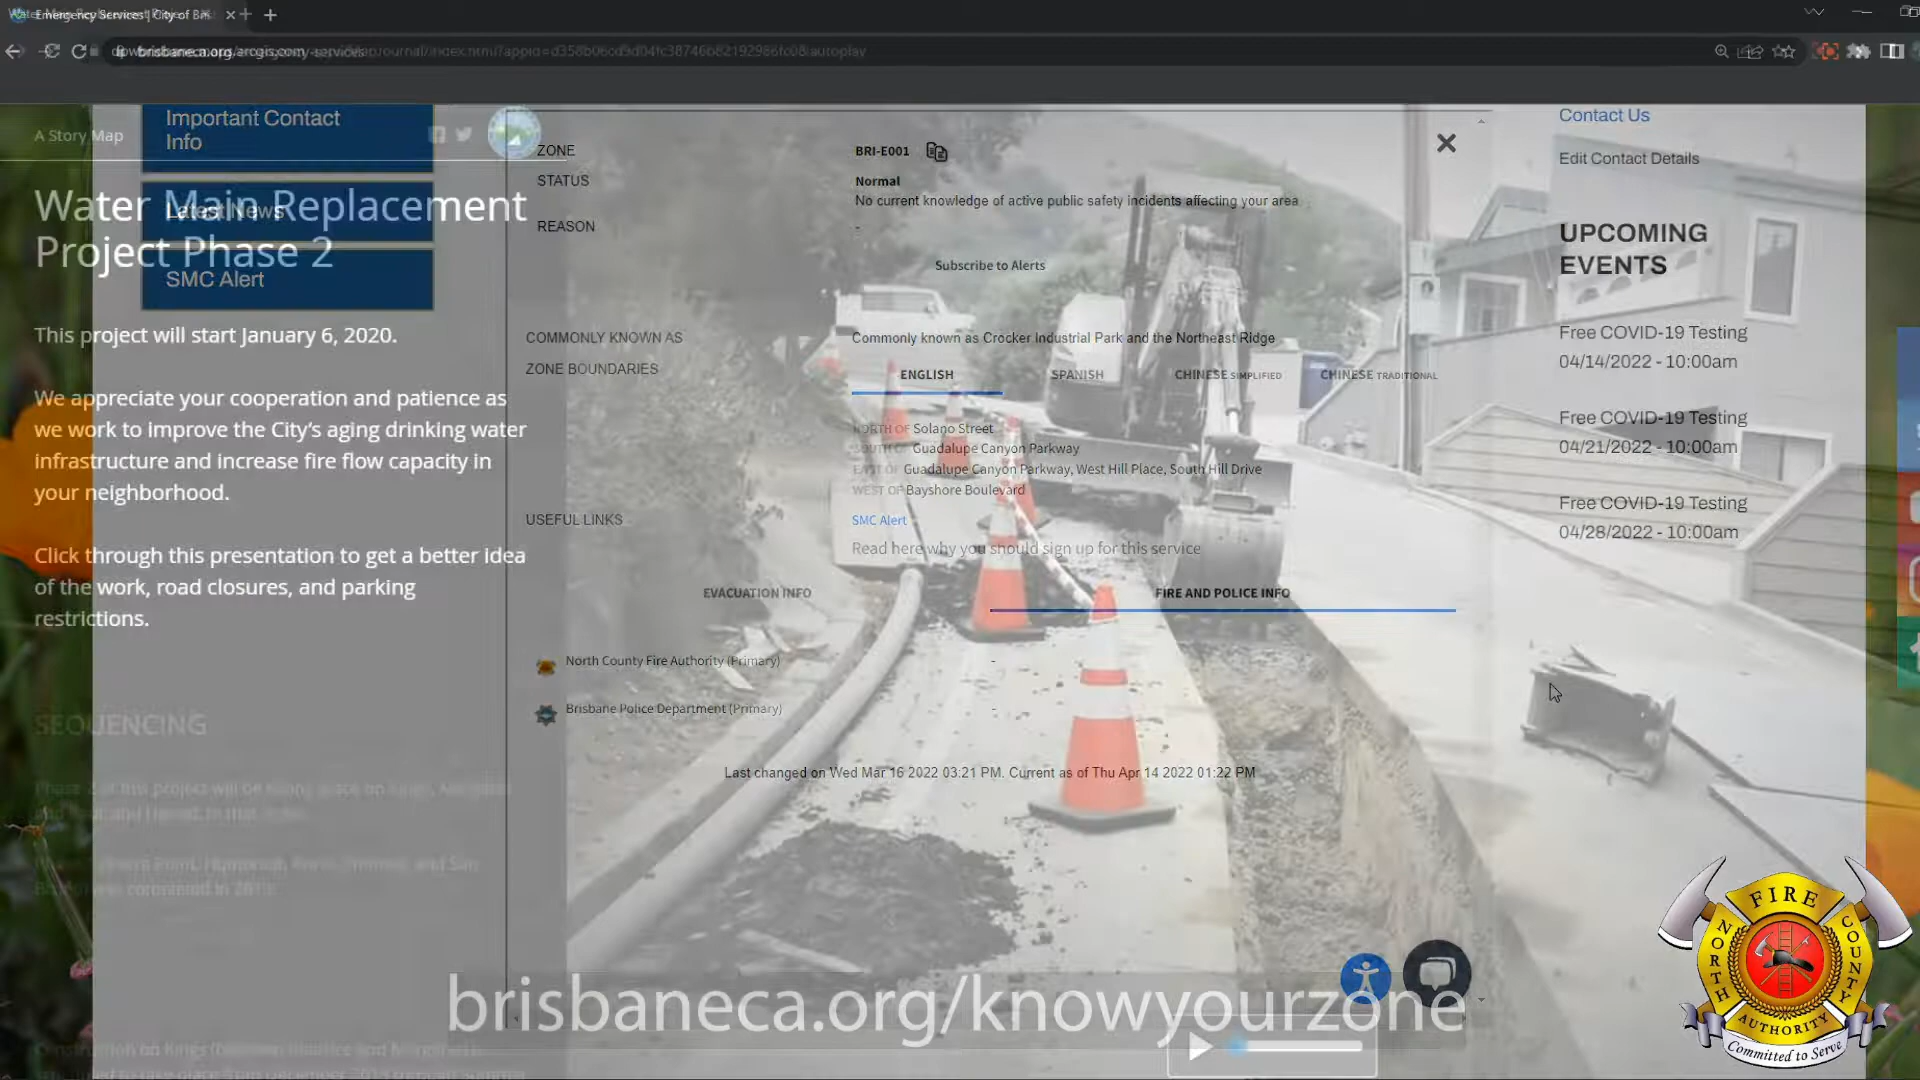 Emergency Services | City of Bris
brisbaneca.org
A Story Map
Important Contact
Info
Water Main Replacement
Latest News
Project Phase 2
SMC Alert
This project will start January 6, 2020.
We appreciate your cooperation and patience as
we work to improve the City's aging drinking water
infrastructure and increase fire flow capacity in
your neighborhood.
Click through this presentation to get a better idea
of the work, road closures, and parking
restrictions.
SEQUENCING
ZONE
BRI-E001
STATUS
Normal
No current knowledge of active public safety incidents affecting your area
REASON
-
Subscribe to Alerts
COMMONLY KNOWN AS
Commonly known as Crocker Industrial Park and the Northeast Ridge
ZONE BOUNDARIES
ENGLISH
SPANISH
CHINESE SIMPLIFIED
CHINESE TRADITIONAL
NORTH OF Solano Street
SOUTH OF Guadalupe Canyon Parkway
EAST OF Guadalupe Canyon Parkway, West Hill Place, South Hill Drive
WEST OF Bayshore Boulevard
USEFUL LINKS
SMC Alert
Read here why you should sign up for this service
EVACUATION INFO
FIRE AND POLICE INFO
North County Fire Authority (Primary)
-
Brisbane Police Department (Primary)
-
Last changed on Wed Mar 16 2022 03:21 PM. Current as of Thu Apr 14 2022 01:22 PM
Contact Us
Edit Contact Details
UPCOMING
EVENTS
Free COVID-19 Testing
04/14/2022 - 10:00am
Free COVID-19 Testing
04/21/2022 - 10:00am
Free COVID-19 Testing
04/28/2022 - 10:00am
brisbaneca.org/knowyourzone
FIRE
NORTH
COUNTY
AUTHORITY
Committed to Serve